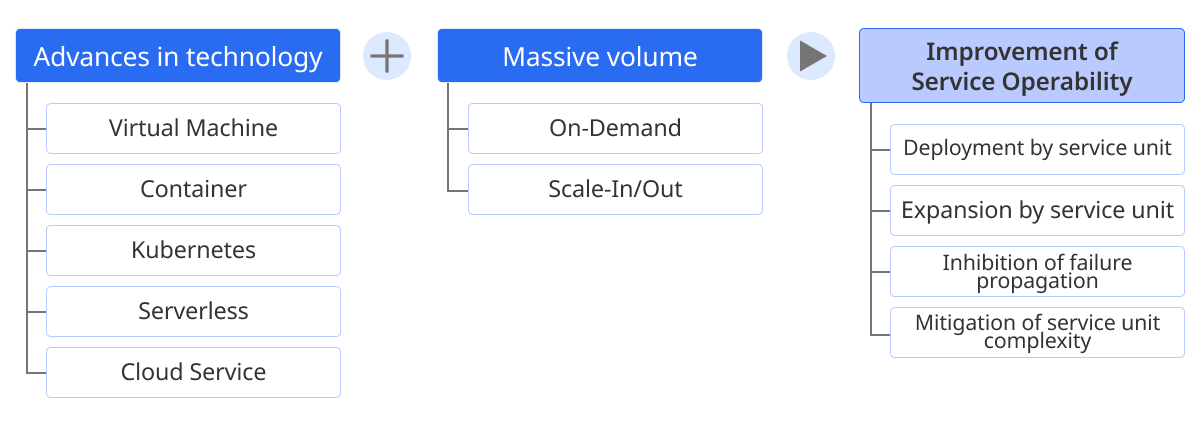 Advances in technology
Virtual Machine
Container
Kubernetes
Serverless
Cloud Service
Massive volume
On-Demand
Scale-In/Out
Improvement of
Service Operability
Deployment by service unit
Expansion by service unit
Inhibition of failure
propagation
Mitigation of service unit
complexity